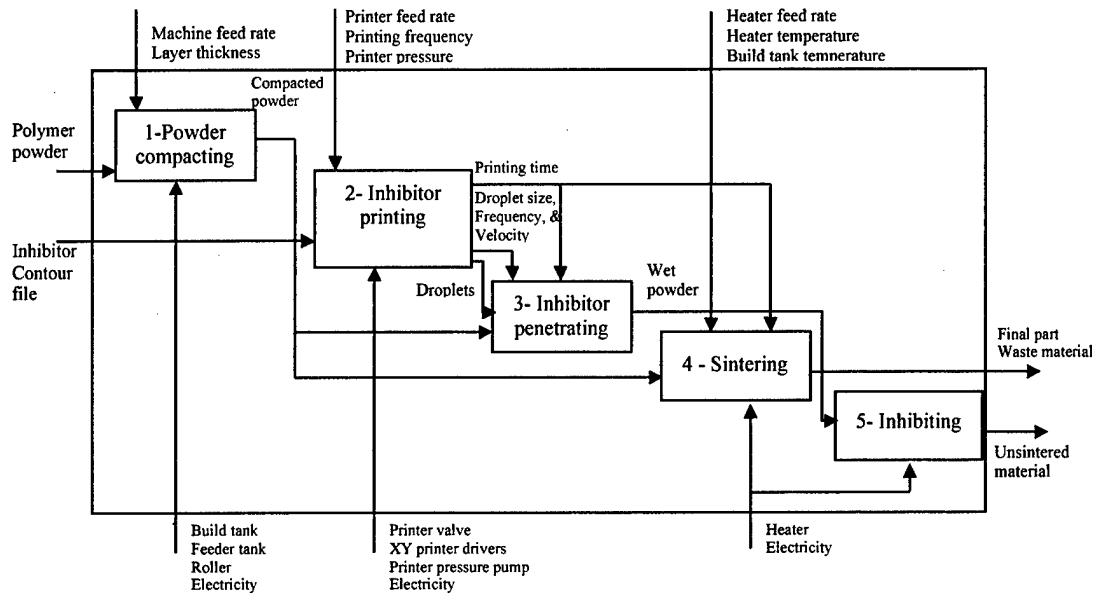 Machine feed rate
Layer thickness
Printer feed rate
Printing frequency
Printer pressure
Heater feed rate
Heater temperature
Build tank temnerature
Compacted
powder
Polymer
powder
1-Powder
compacting
Printing time
2- Inhibitor
printing
Droplet size,
Frequency, &
Velocity
Inhibitor
Contour
file
Droplets
Wet
powder
3- Inhibitor
penetrating
4 - Sintering
Final part
Waste material
5- Inhibiting
Unsintered
material
Build tank
Feeder tank
Roller
Electricity
Printer valve
XY printer drivers
Printer pressure pump
Electricity
Heater
Electricity